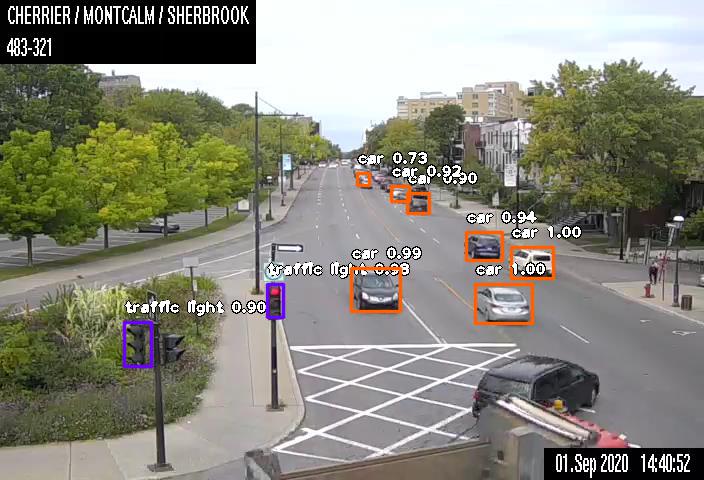 CHERRIER / MONTCALM / SHERBROOK
483-321
car 0.73
car 0.92
car 0.90
car 0.94
car 1.00
car 0.99
traffic light 0.98
car 1.00
traffic light 0.90
01.Sep 2020 14:40:52